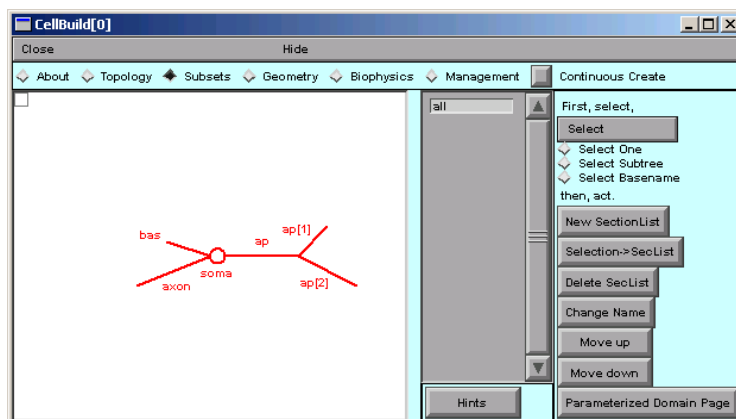 CellBuild[0]
Close Hide
About Topology Subsets Geometry Biophysics Management Continuous Create
all
First, select,
Select
Select One
Select Subtree
Select Basename
then, act.
New SectionList
Selection->SecList
Delete SecList
Change Name
Move up
Move down
Parameterized Domain Page
Hints
bas
ap
ap[1]
soma
axon
ap[2]